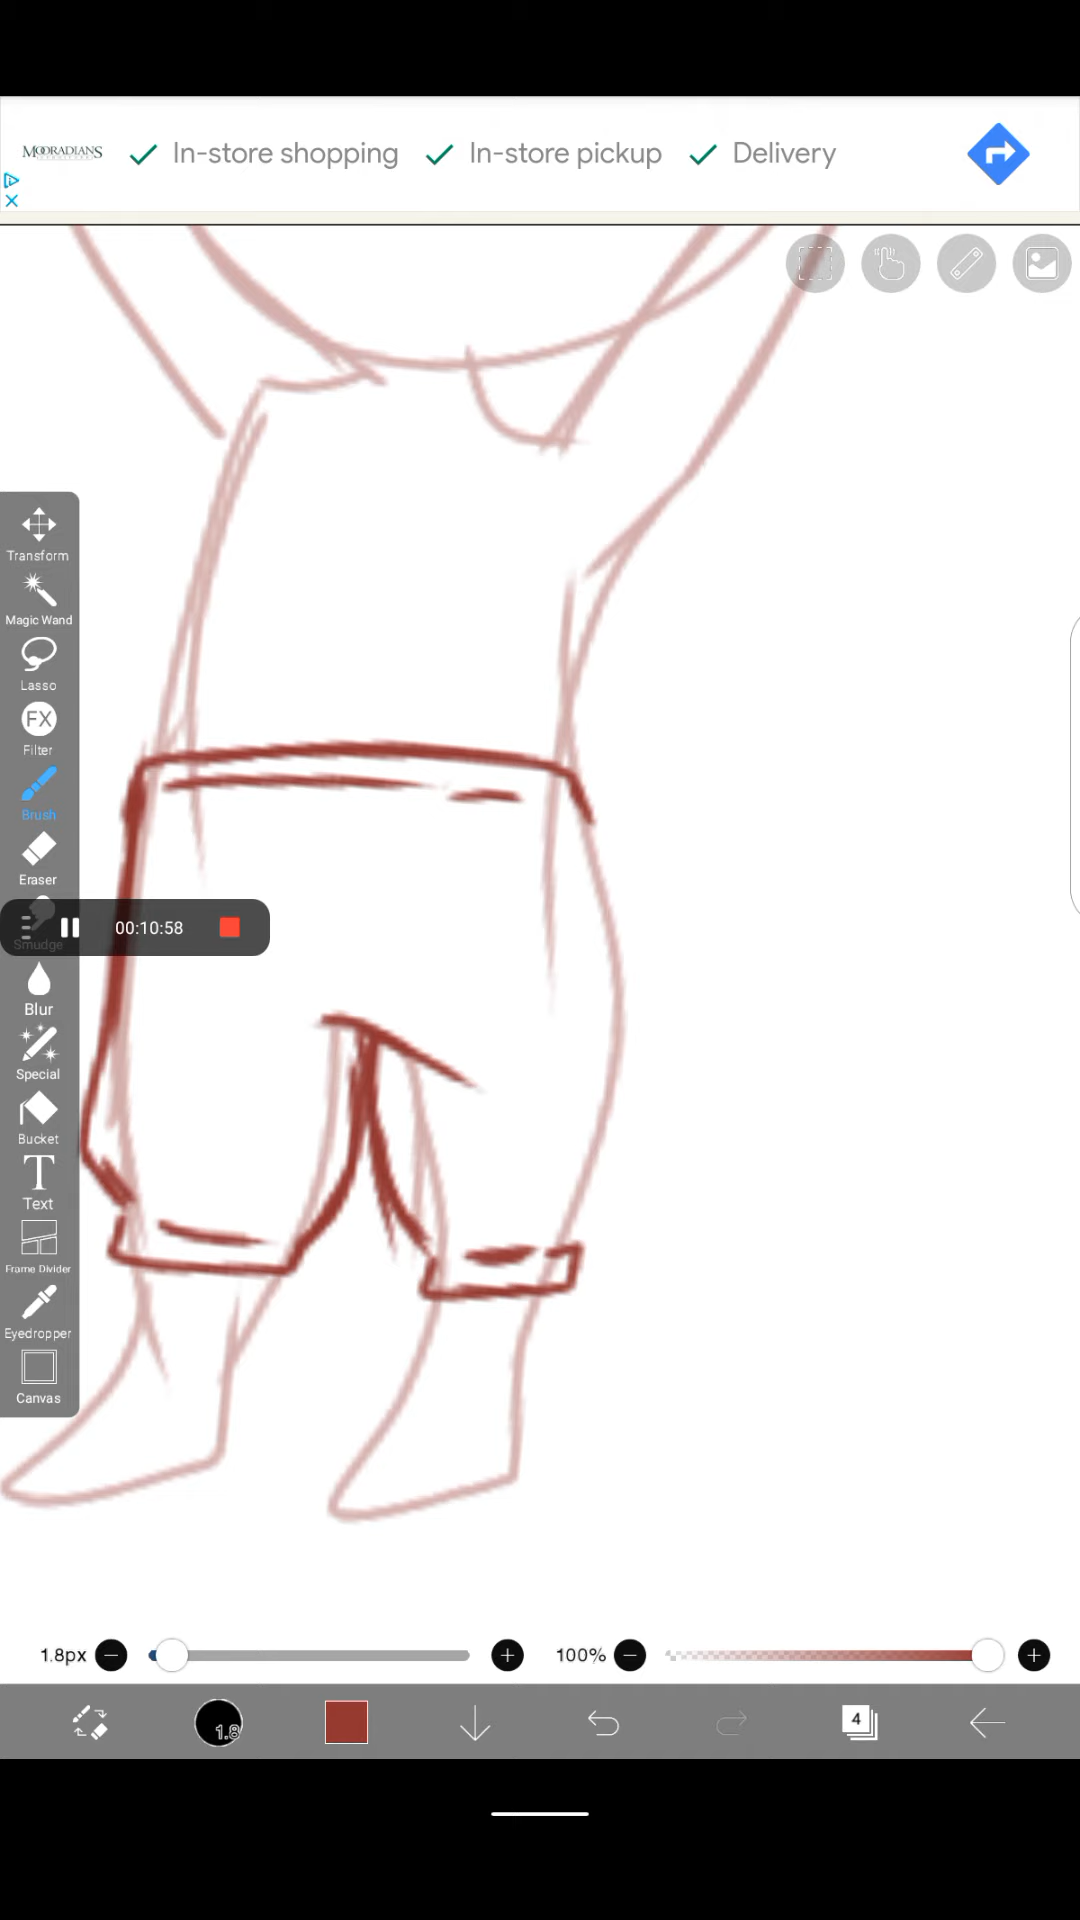 MOORADIANS
In-store shopping In-store pickup Delivery
Transform
Magic Wand
Lasso
FX
Filter
Brush
Eraser
00:10:58
Smudge
Blur
Special
Bucket
T
Text
Frame Divider
Eyedropper
Canvas
1.8px 100%
1.8 4